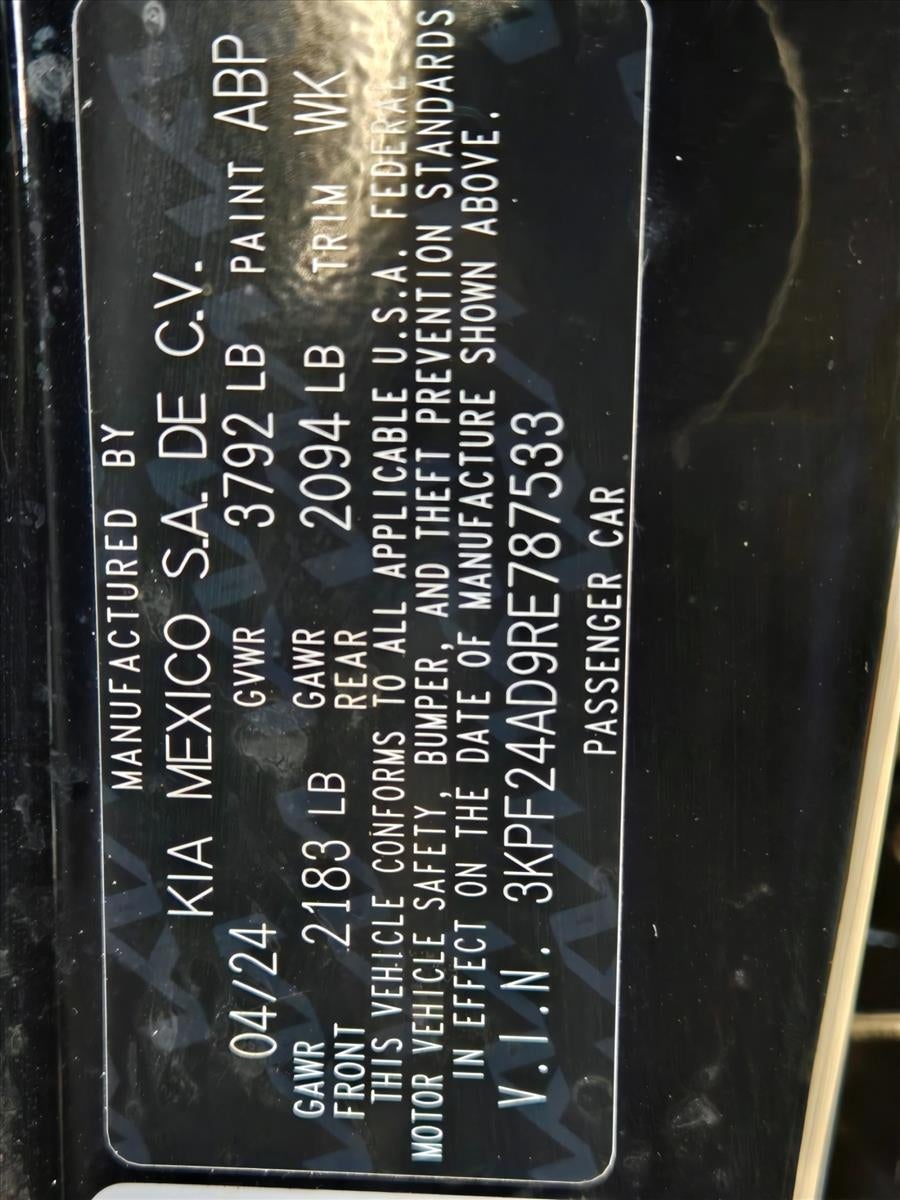 MANUFACTURED BY
KIA MEXICO S.A. DE C.V.
04/24 GVWR 3792 LB PAINT ABP
GAWR FRONT 2183 LB GAWR REAR 2094 LB TRIM WK
THIS VEHICLE CONFORMS TO ALL APPLICABLE U.S.A. FEDERAL
MOTOR VEHICLE SAFETY, BUMPER, AND THEFT PREVENTION STANDARDS
IN EFFECT ON THE DATE OF MANUFACTURE SHOWN ABOVE.
V.I.N. 3KPF24AD9RE787533
PASSENGER CAR